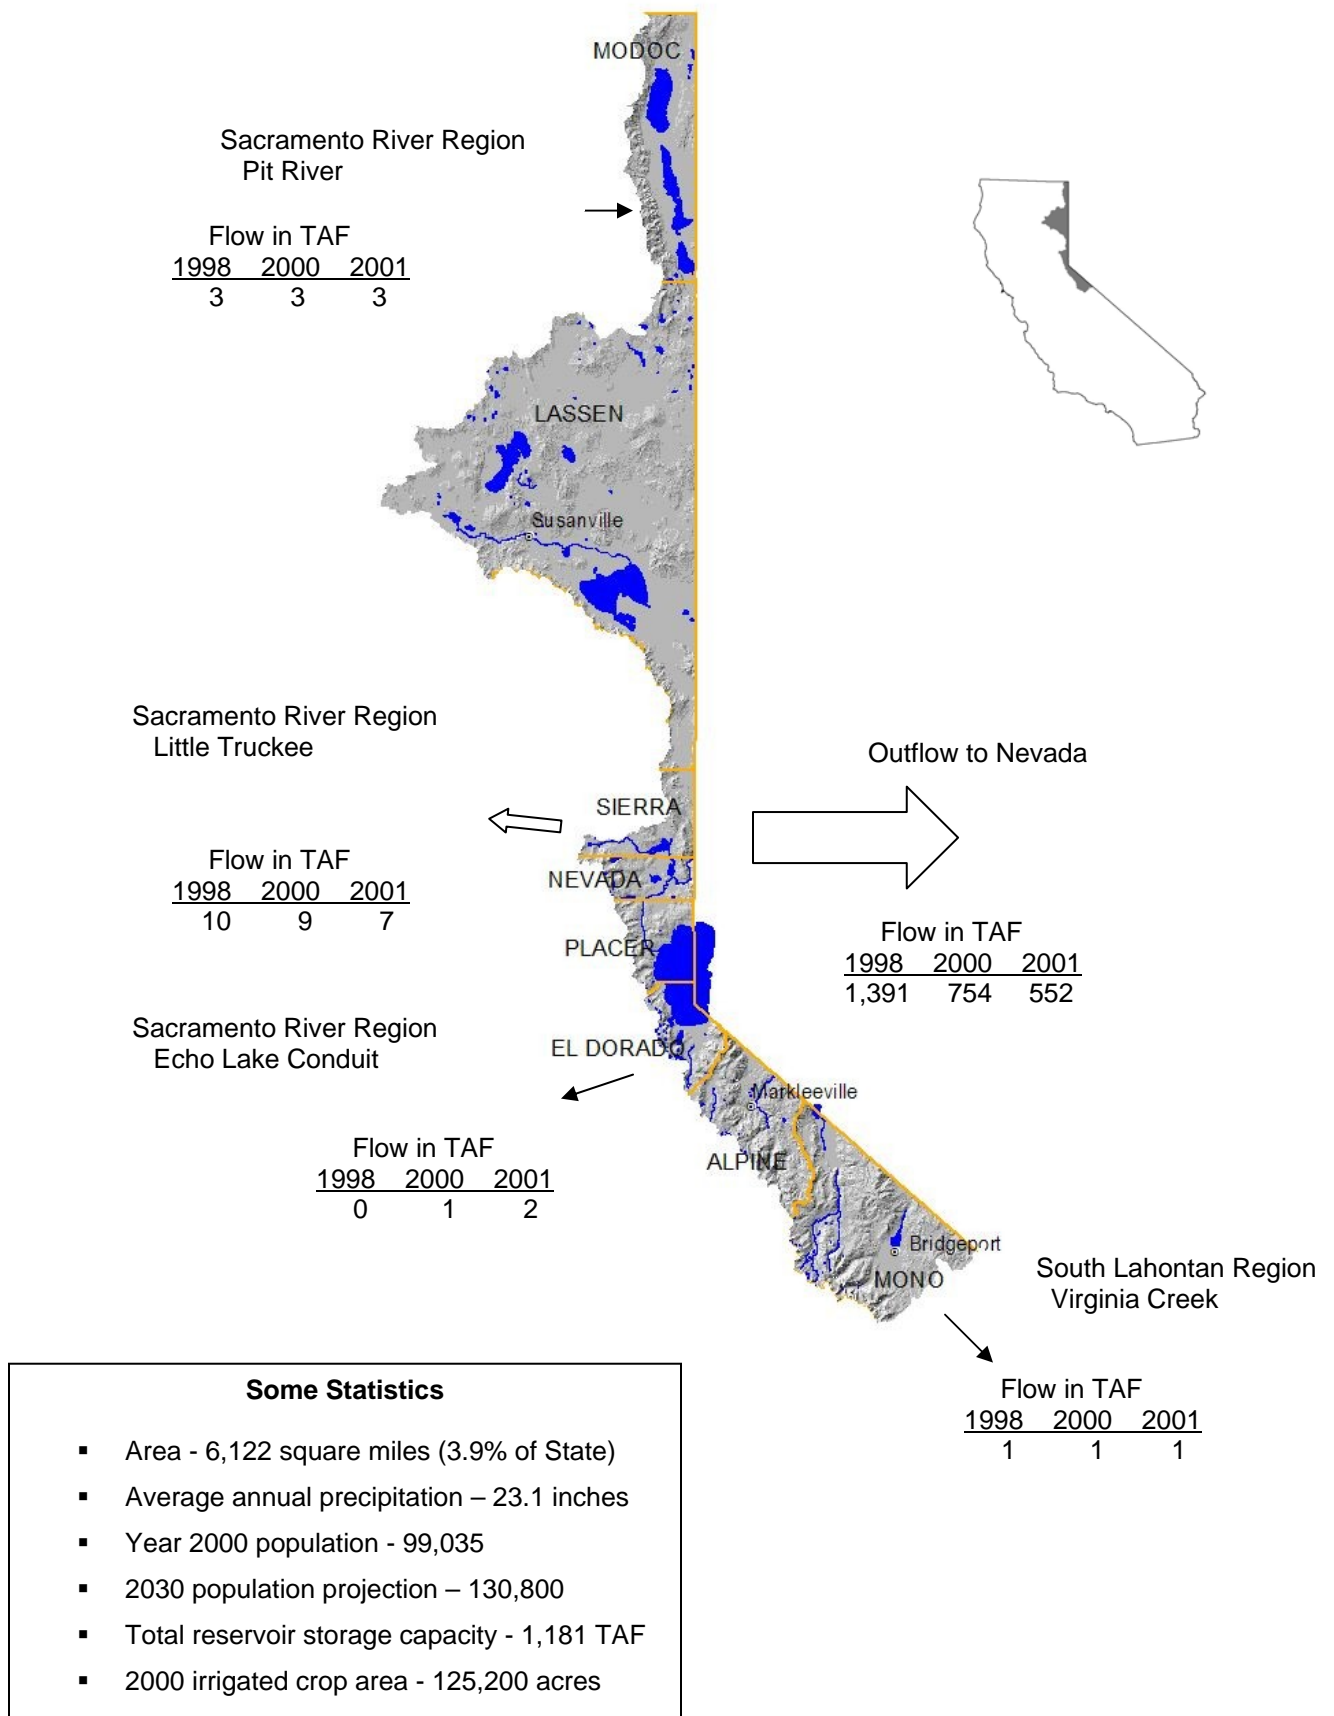 MODOC
Sacramento River Region
Pit River
Flow in TAF
1998 2000 2001
3 3 3
LASSEN
Susanville
Sacramento River Region
Little Truckee
Flow in TAF
1998 2000 2001
10 9 7
Outflow to Nevada
Flow in TAF
1998 2000 2001
1,391 754 552
SIERRA
NEVADA
PLACER
Sacramento River Region
Echo Lake Conduit
Flow in TAF
1998 2000 2001
0 1 2
EL DORADO
Markleeville
ALPINE
Bridgeport
MONO
South Lahontan Region
Virginia Creek
Flow in TAF
1998 2000 2001
1 1 1
Some Statistics
▪ Area - 6,122 square miles (3.9% of State)
▪ Average annual precipitation – 23.1 inches
▪ Year 2000 population - 99,035
▪ 2030 population projection – 130,800
▪ Total reservoir storage capacity - 1,181 TAF
▪ 2000 irrigated crop area - 125,200 acres